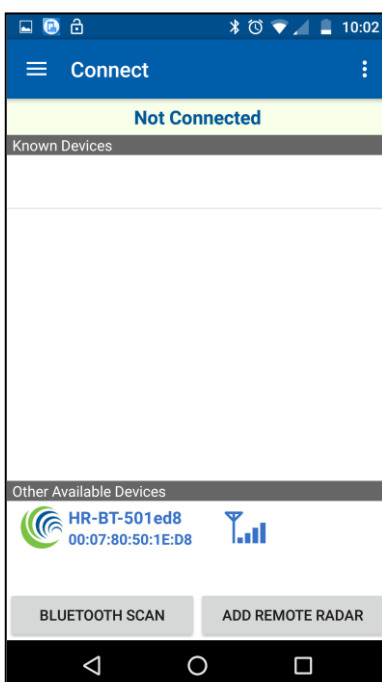 10:02
Connect
Not Connected
Known Devices
Other Available Devices
HR-BT-501ed8
00:07:80:50:1E:D8
BLUETOOTH SCAN ADD REMOTE RADAR